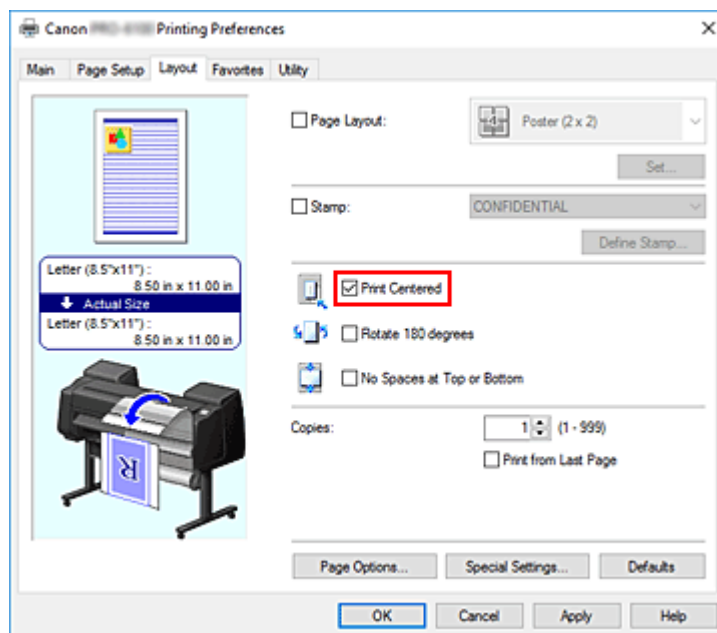 Canon Printing Preferences
Main Page Setup Layout Favorites Utility
Page Layout:
Poster (2 x 2)
Set...
Stamp:
CONFIDENTIAL
Define Stamp...
Letter (8.5"x11") :
8.50 in x 11.00 in
Actual Size
Letter (8.5"x11") :
8.50 in x 11.00 in
Print Centered
Rotate 180 degrees
No Spaces at Top or Bottom
Copies:
1 (1 - 999)
Print from Last Page
R
Page Options... Special Settings... Defaults
OK Cancel Apply Help